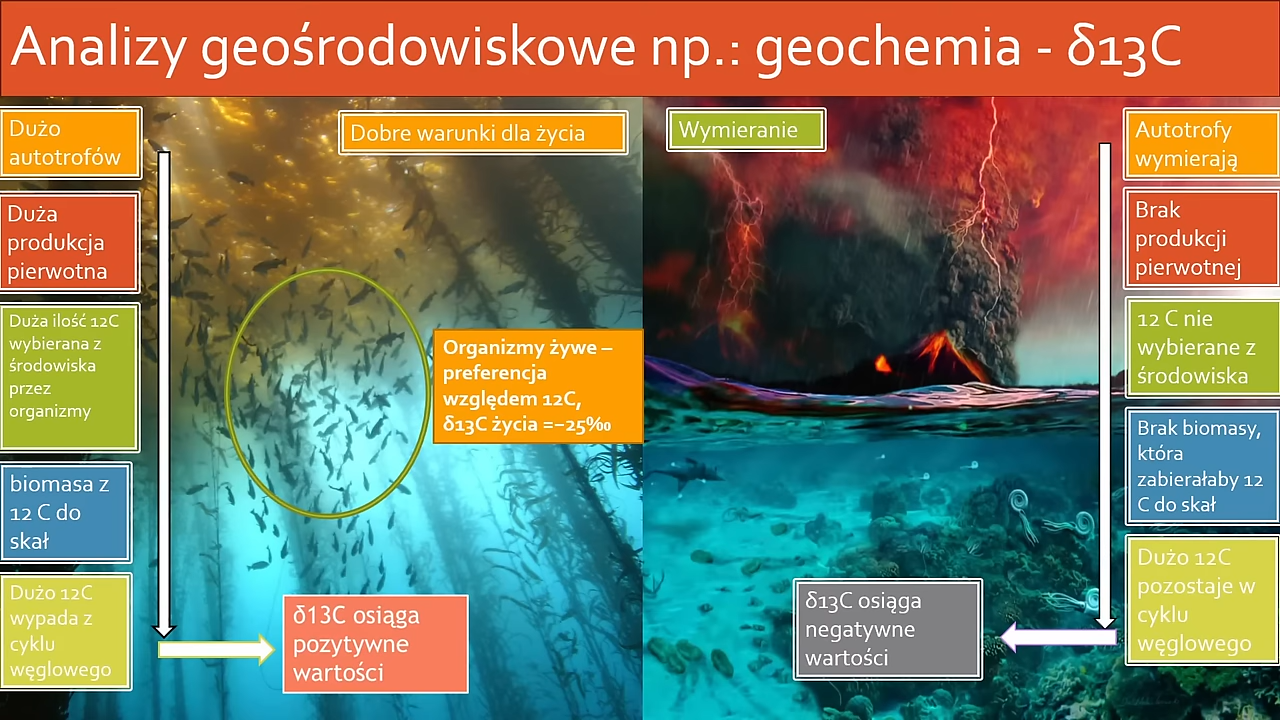 Analizy geośrodowiskowe np.: geochemia - δ13C
Dużo
autotrofów
Duża
produkcja
pierwotna
Duża ilość 12C
wybierana z
środowiska
przez
organizmy
biomasa z
12 C do
skał
Dużo 12C
wypada z
cyklu
węglowego
Dobre warunki dla życia
Organizmy żywe –
preferencja
względem 12C,
δ13C życia =−25‰
δ13C osiąga
pozytywne
wartości
Wymieranie
Autotrofy
wymierają
Brak
produkcji
pierwotnej
12 C nie
wybierane z
środowiska
Brak biomasy,
która
zabierałaby 12
C do skał
Dużo 12C
pozostaje w
cyklu
węglowego
δ13C osiąga
negatywne
wartości